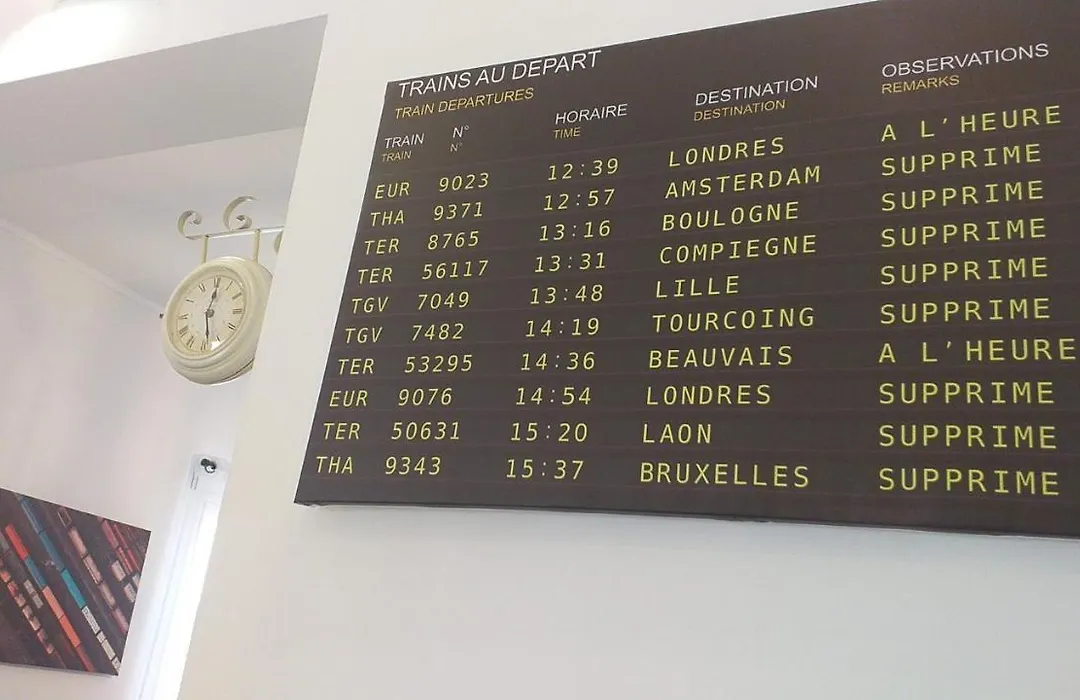 TRAINS AU DEPART
TRAIN DEPARTURES
TRAIN N° HORAIRE DESTINATION OBSERVATIONS
TRAIN N° TIME DESTINATION REMARKS
EUR 9023 12:39 LONDRES A L'HEURE
THA 9371 12:57 AMSTERDAM SUPPRIME
TER 8765 13:16 BOULOGNE SUPPRIME
TER 56117 13:31 COMPIEGNE SUPPRIME
TGV 7049 13:48 LILLE SUPPRIME
TGV 7482 14:19 TOURCOING SUPPRIME
TER 53295 14:36 BEAUVAIS A L'HEURE
EUR 9076 14:54 LONDRES SUPPRIME
TER 50631 15:20 LAON SUPPRIME
THA 9343 15:37 BRUXELLES SUPPRIME